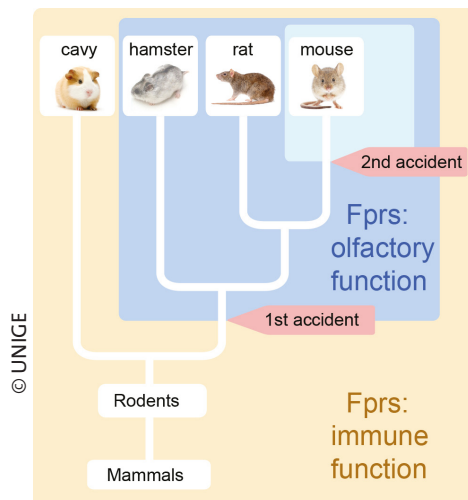 cavy
hamster
rat
mouse
2nd accident
Fprs:
olfactory
function
1st accident
© UNIGE
Rodents
Fprs:
immune
function
Mammals